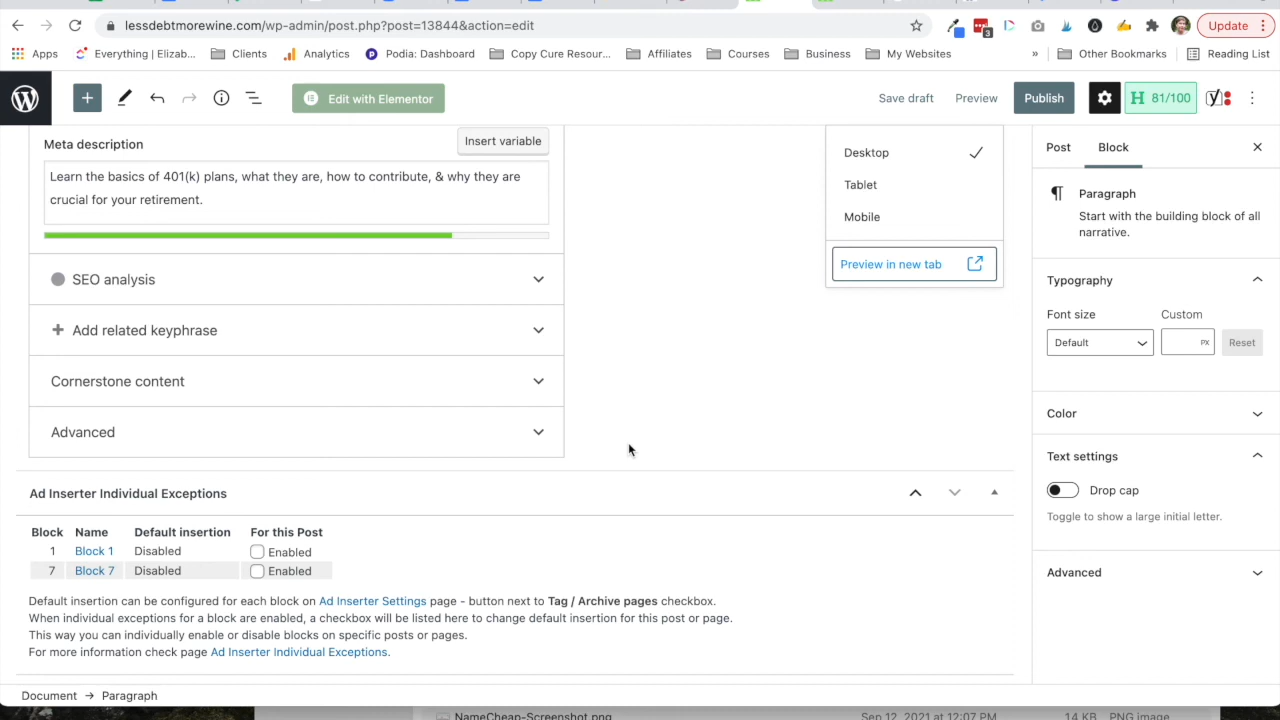 lessdebtmorewine.com/wp-admin/post.php?post=13844&action=edit
3
Update
Apps
Everything | Elizab...
Clients
Analytics
Podia: Dashboard
Copy Cure Resour...
Affiliates
Courses
Business
My Websites
»
Other Bookmarks
Reading List
Edit with Elementor
Save draft
Preview
Publish
H 81/100
Meta description
Insert variable
Learn the basics of 401(k) plans, what they are, how to contribute, & why they are
crucial for your retirement.
SEO analysis
Add related keyphrase
Cornerstone content
Advanced
Desktop
Tablet
Mobile
Preview in new tab
Post
Block
Paragraph
Start with the building block of all
narrative.
Typography
Font size
Custom
Default
PX
Reset
Color
Text settings
Drop cap
Toggle to show a large initial letter.
Advanced
Ad Inserter Individual Exceptions
Block Name Default insertion For this Post
1 Block 1 Disabled Enabled
7 Block 7 Disabled Enabled
Default insertion can be configured for each block on Ad Inserter Settings page - button next to Tag / Archive pages checkbox.
When individual exceptions for a block are enabled, a checkbox will be listed here to change default insertion for this post or page.
This way you can individually enable or disable blocks on specific posts or pages.
For more information check page Ad Inserter Individual Exceptions.
Document → Paragraph
NameCheap-Screenshot.png
Sep 12, 2021 at 12:07 PM
14 KB
PNG image